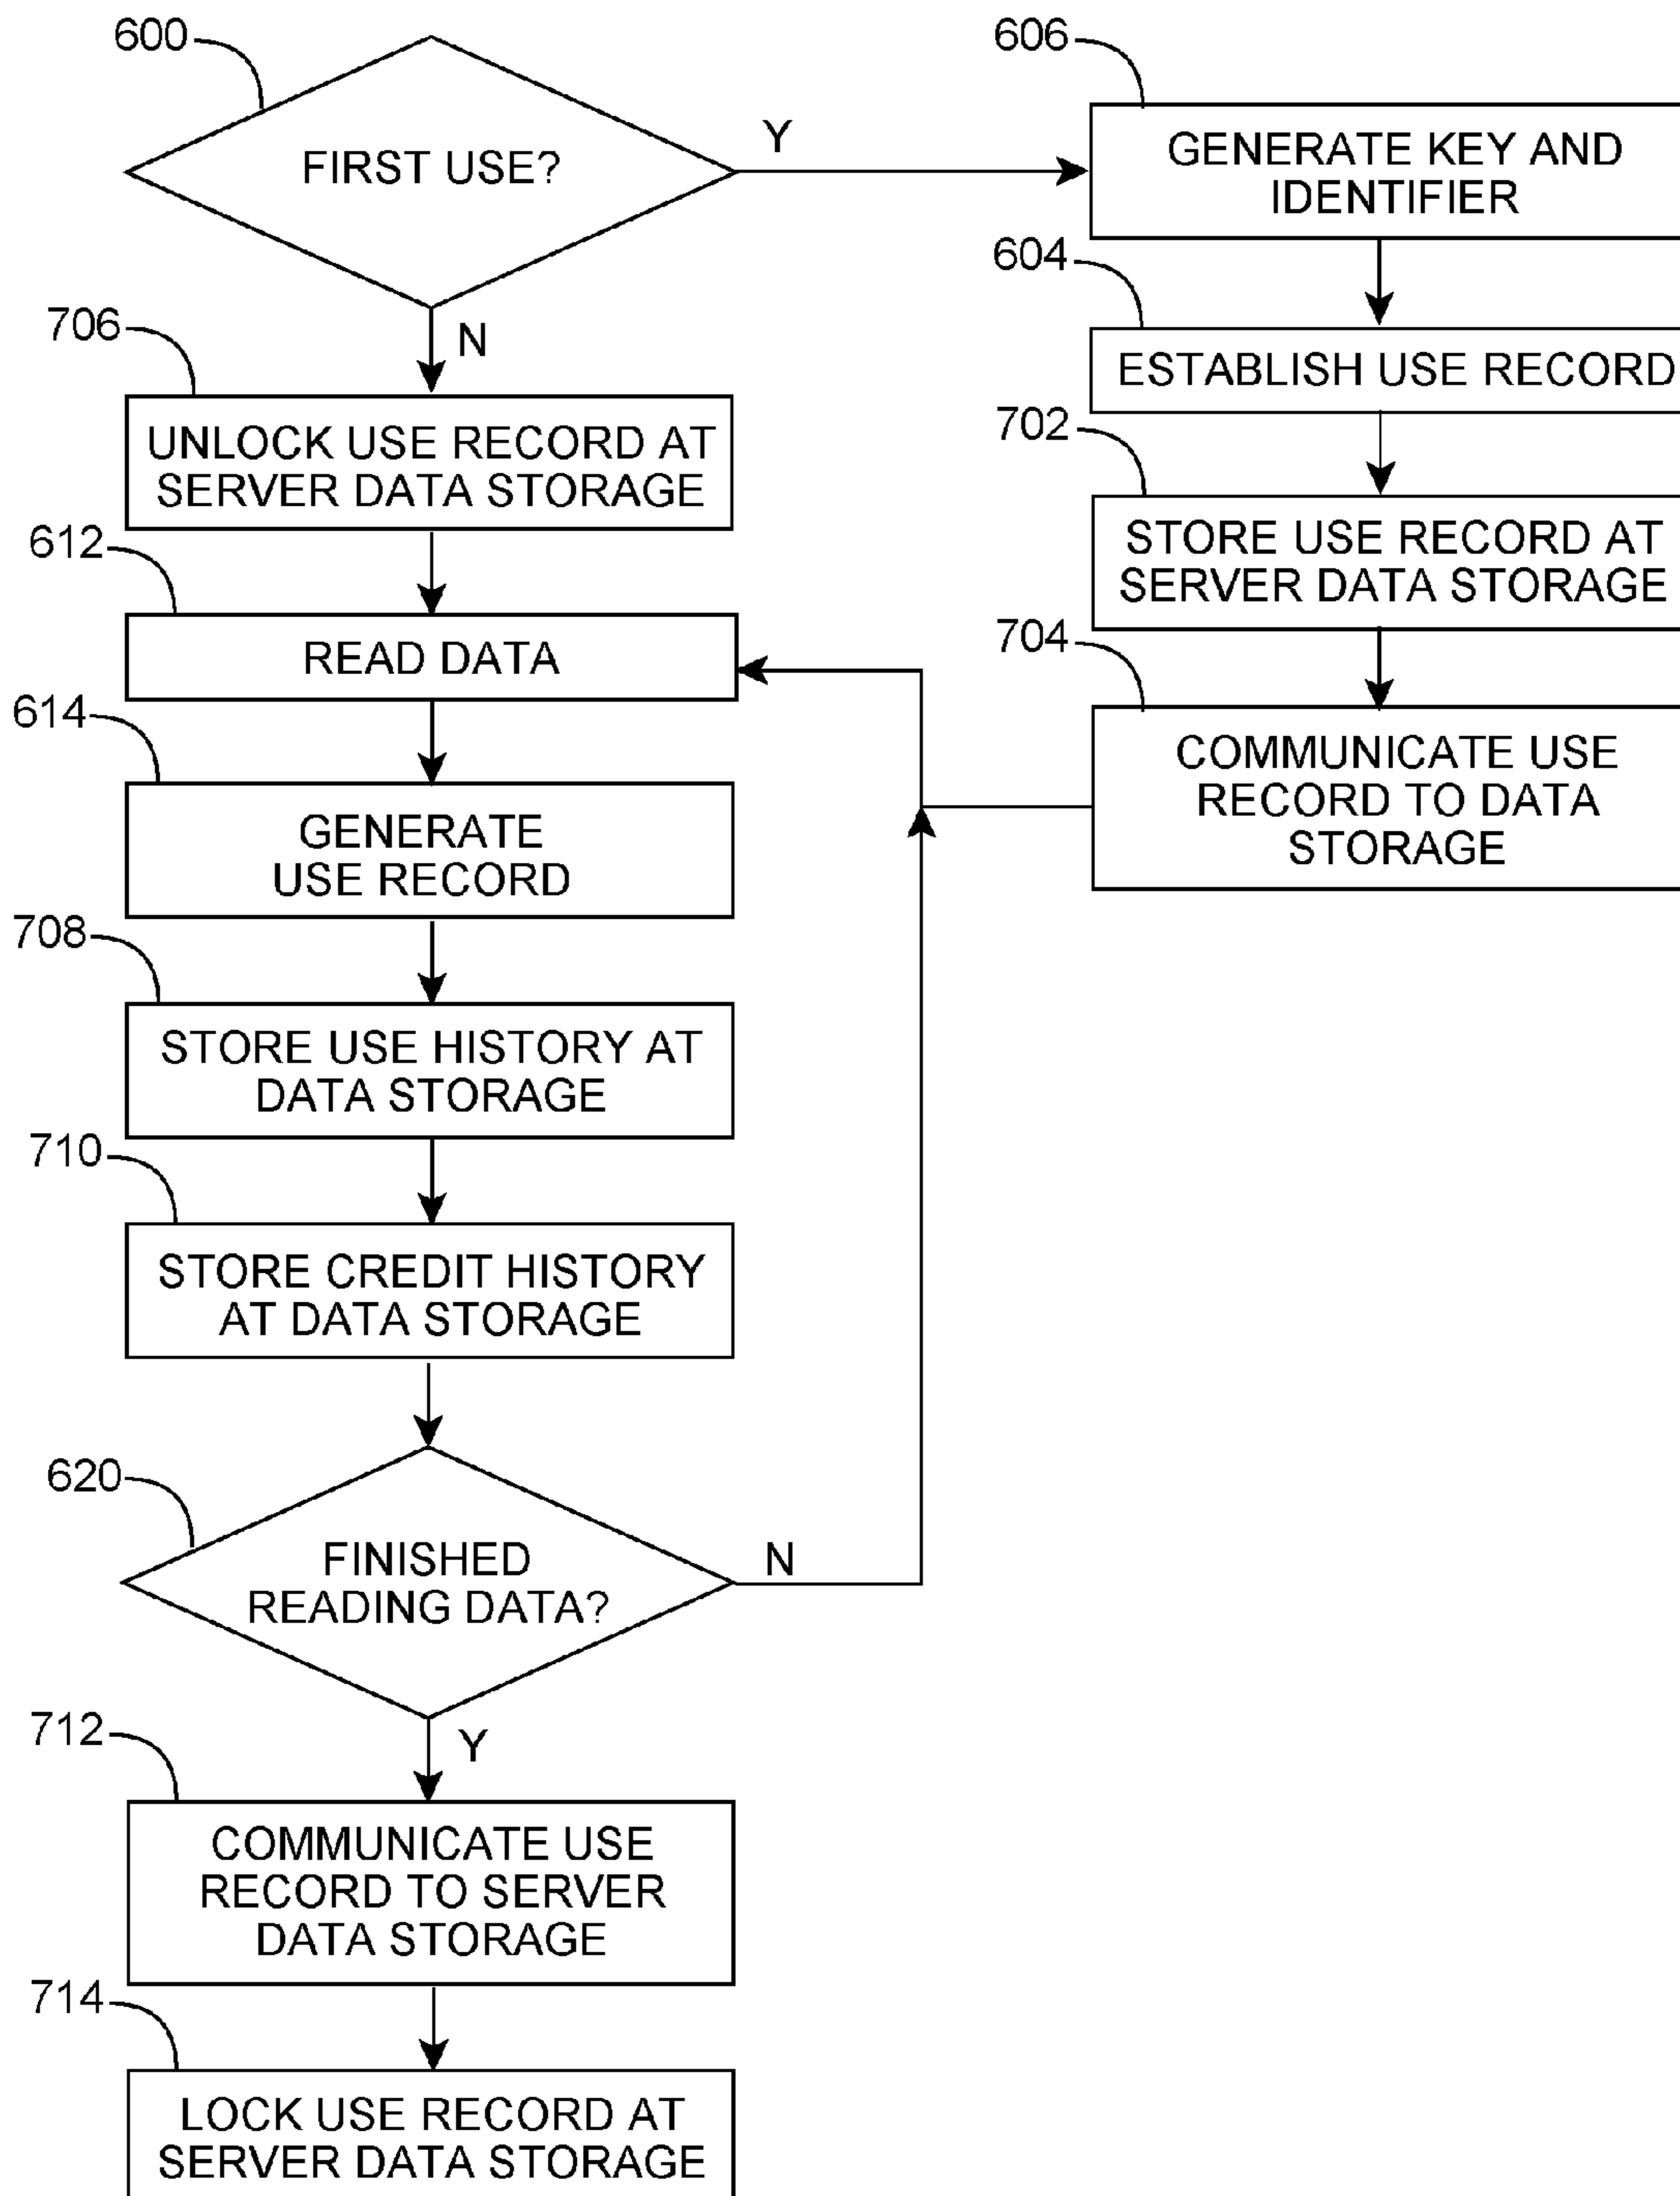 600
FIRST USE?
Y
N
606
GENERATE KEY AND
IDENTIFIER
604
ESTABLISH USE RECORD
702
STORE USE RECORD AT
SERVER DATA STORAGE
704
COMMUNICATE USE
RECORD TO DATA
STORAGE
706
UNLOCK USE RECORD AT
SERVER DATA STORAGE
612
READ DATA
614
GENERATE
USE RECORD
708
STORE USE HISTORY AT
DATA STORAGE
710
STORE CREDIT HISTORY
AT DATA STORAGE
620
FINISHED
READING DATA?
N
Y
712
COMMUNICATE USE
RECORD TO SERVER
DATA STORAGE
714
LOCK USE RECORD AT
SERVER DATA STORAGE